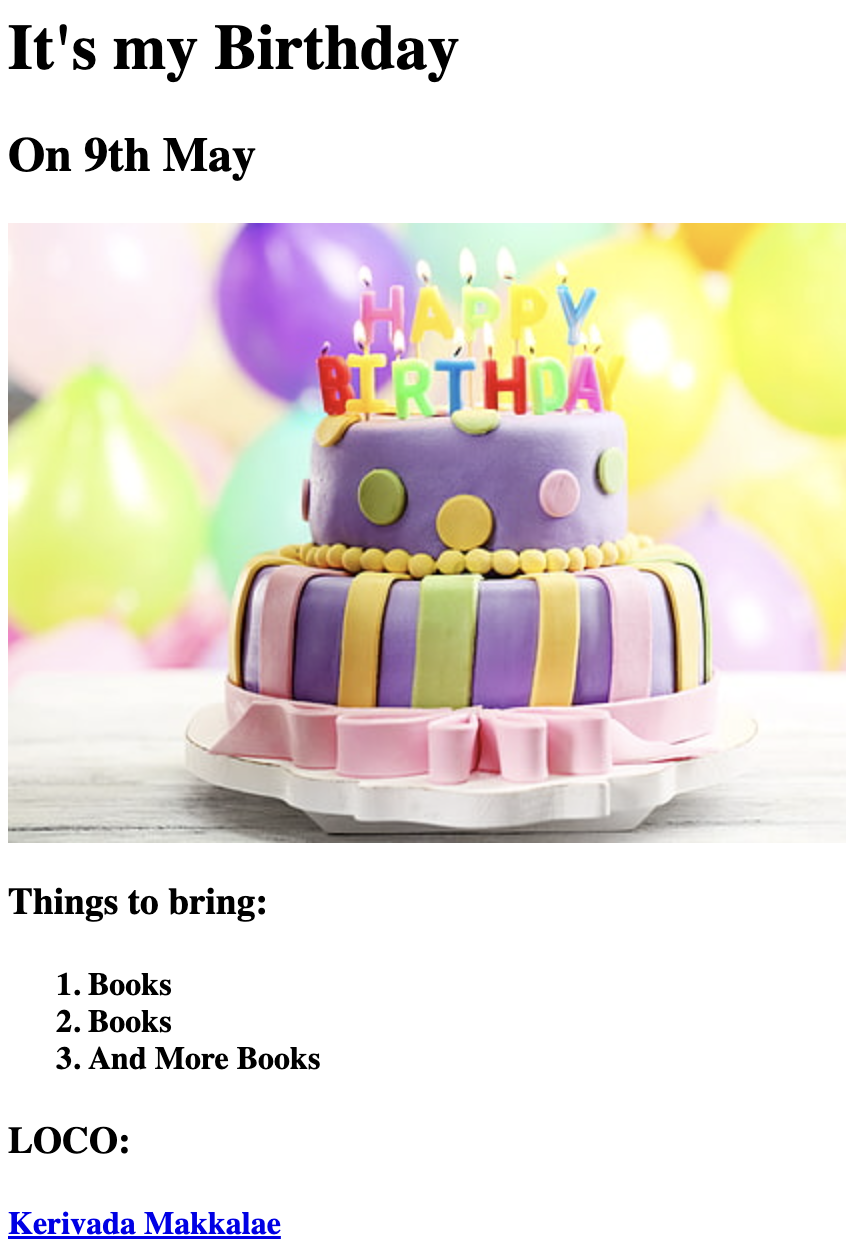 It's my Birthday
On 9th May
HAPPY
BIRTHDAY
Things to bring:
1. Books
2. Books
3. And More Books
LOCO:
Kerivada Makkalae